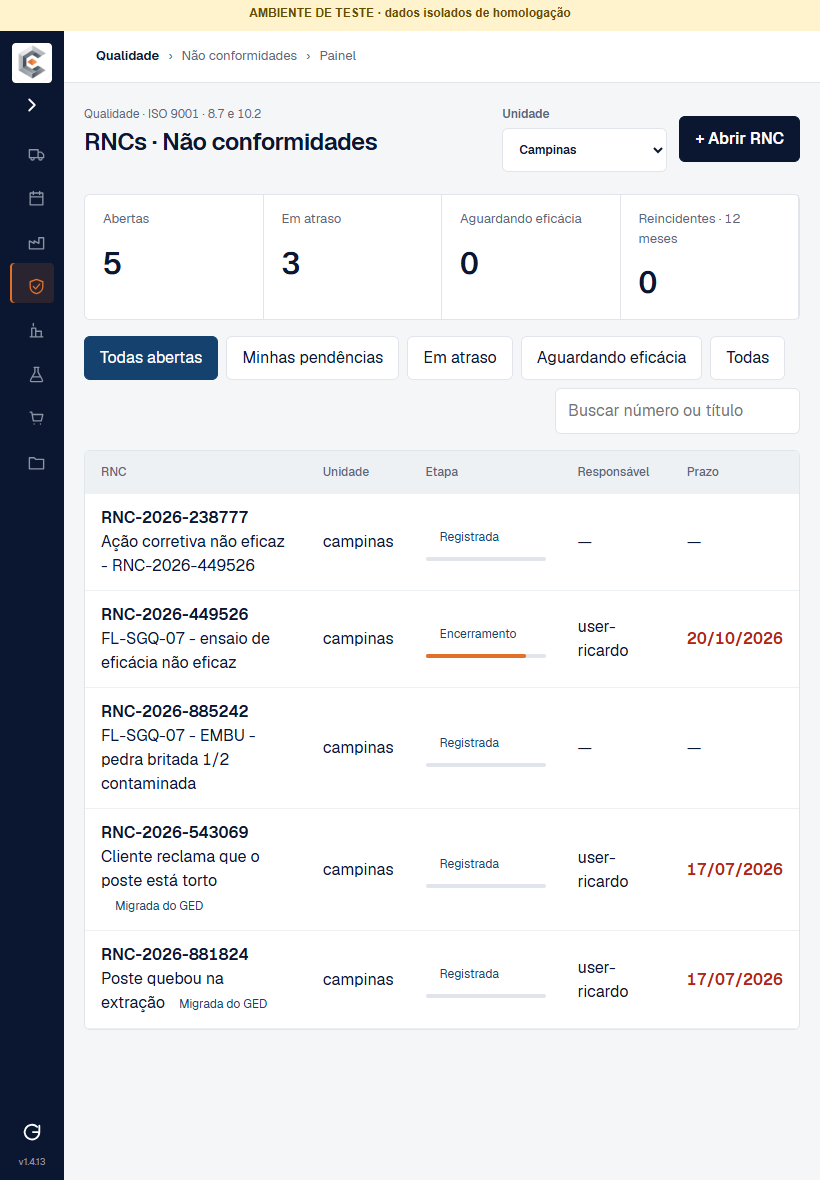 AMBIENTE DE TESTE · dados isolados de homologação
Qualidade › Não conformidades › Painel
Qualidade · ISO 9001 · 8.7 e 10.2
RNCs · Não conformidades
Unidade
Campinas
+ Abrir RNC
Abertas
5
Em atraso
3
Aguardando eficácia
0
Reincidentes · 12
meses
0
Todas abertas
Minhas pendências
Em atraso
Aguardando eficácia
Todas
Buscar número ou título
RNC Unidade Etapa Responsável Prazo
RNC-2026-238777
Ação corretiva não eficaz
- RNC-2026-449526
campinas
Registrada
—
—
RNC-2026-449526
FL-SGQ-07 - ensaio de
eficácia não eficaz
campinas
Encerramento
user-
ricardo
20/10/2026
RNC-2026-885242
FL-SGQ-07 - EMBU -
pedra britada 1/2
contaminada
campinas
Registrada
—
—
RNC-2026-543069
Cliente reclama que o
poste está torto
Migrada do GED
campinas
Registrada
user-
ricardo
17/07/2026
RNC-2026-881824
Poste quebou na
extração Migrada do GED
campinas
Registrada
user-
ricardo
17/07/2026
v1.4.13